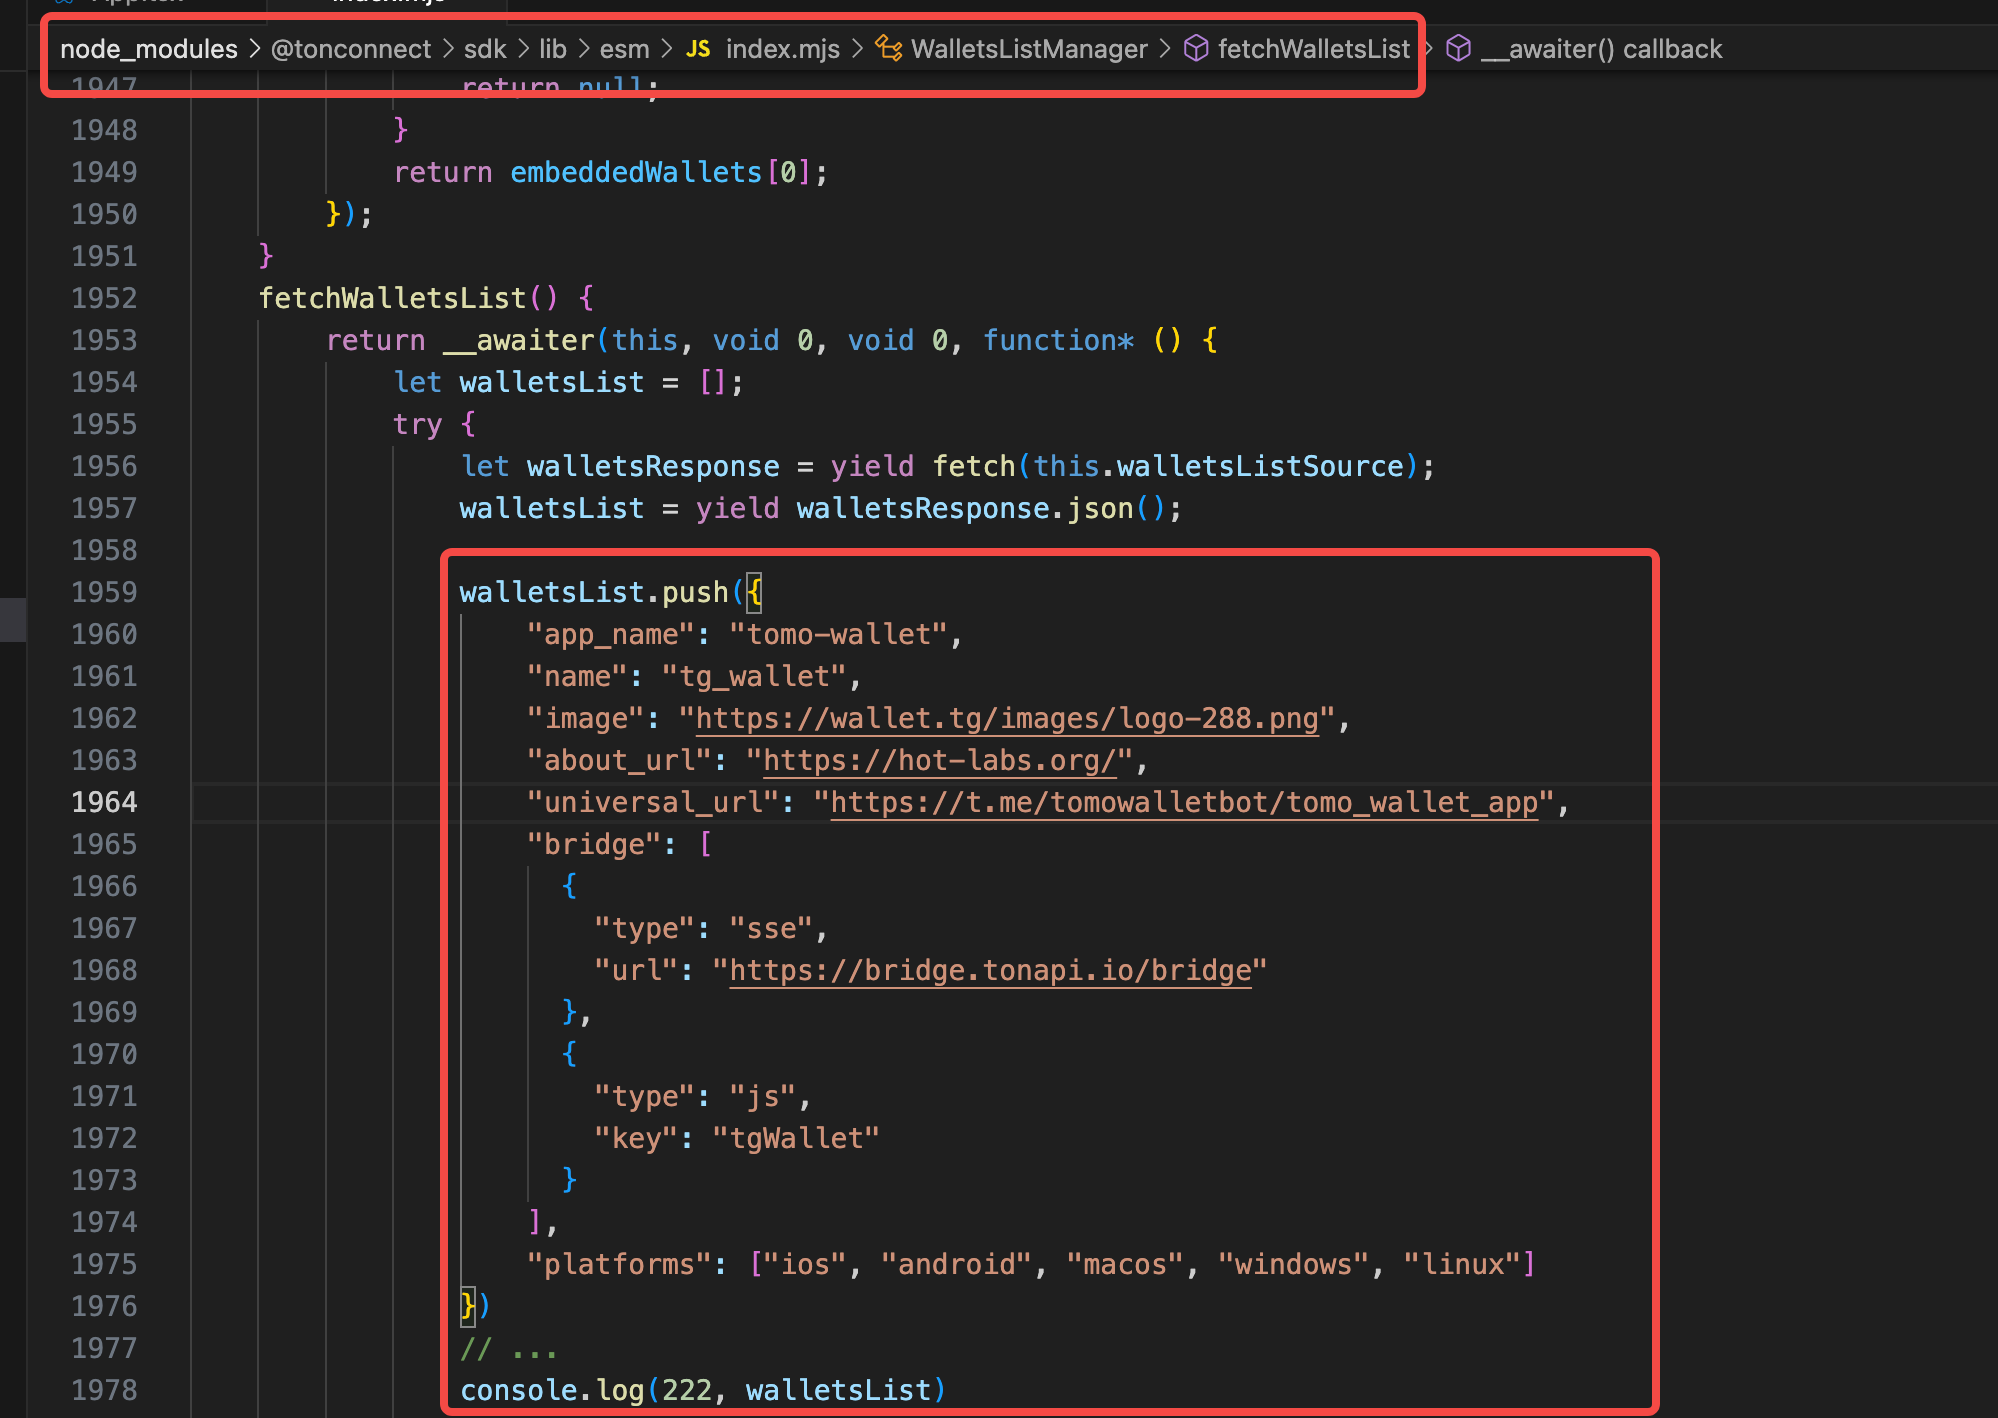 node_modules > @tonconnect > sdk > lib > esm > JS index.mjs > WalletsListManager > fetchWalletsList > __awaiter() callback
1947 return null;
1948 }
1949 return embeddedWallets[0];
1950 });
1951 }
1952 fetchWalletsList() {
1953 return __awaiter(this, void 0, void 0, function* () {
1954 let walletsList = [];
1955 try {
1956 let walletsResponse = yield fetch(this.walletsListSource);
1957 walletsList = yield walletsResponse.json();
1958
1959 walletsList.push({
1960 "app_name": "tomo-wallet",
1961 "name": "tg_wallet",
1962 "image": "https://wallet.tg/images/logo-288.png",
1963 "about_url": "https://hot-labs.org/",
1964 "universal_url": "https://t.me/tomowalletbot/tomo_wallet_app",
1965 "bridge": [
1966 {
1967 "type": "sse",
1968 "url": "https://bridge.tonapi.io/bridge"
1969 },
1970 {
1971 "type": "js",
1972 "key": "tgWallet"
1973 }
1974 ],
1975 "platforms": ["ios", "android", "macos", "windows", "linux"]
1976 })
1977 // ...
1978 console.log(222, walletsList)